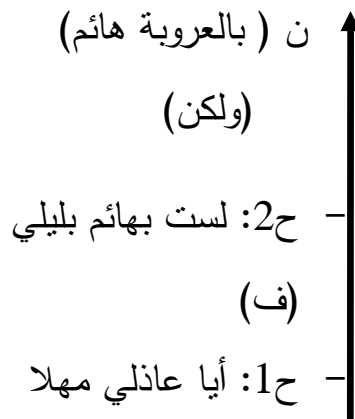 ن ( بالعروبة هائم)
(ولكن)
- ح2: لست بهائم بليلي
(ف)
- ح1: أيا عاذلي مهلا